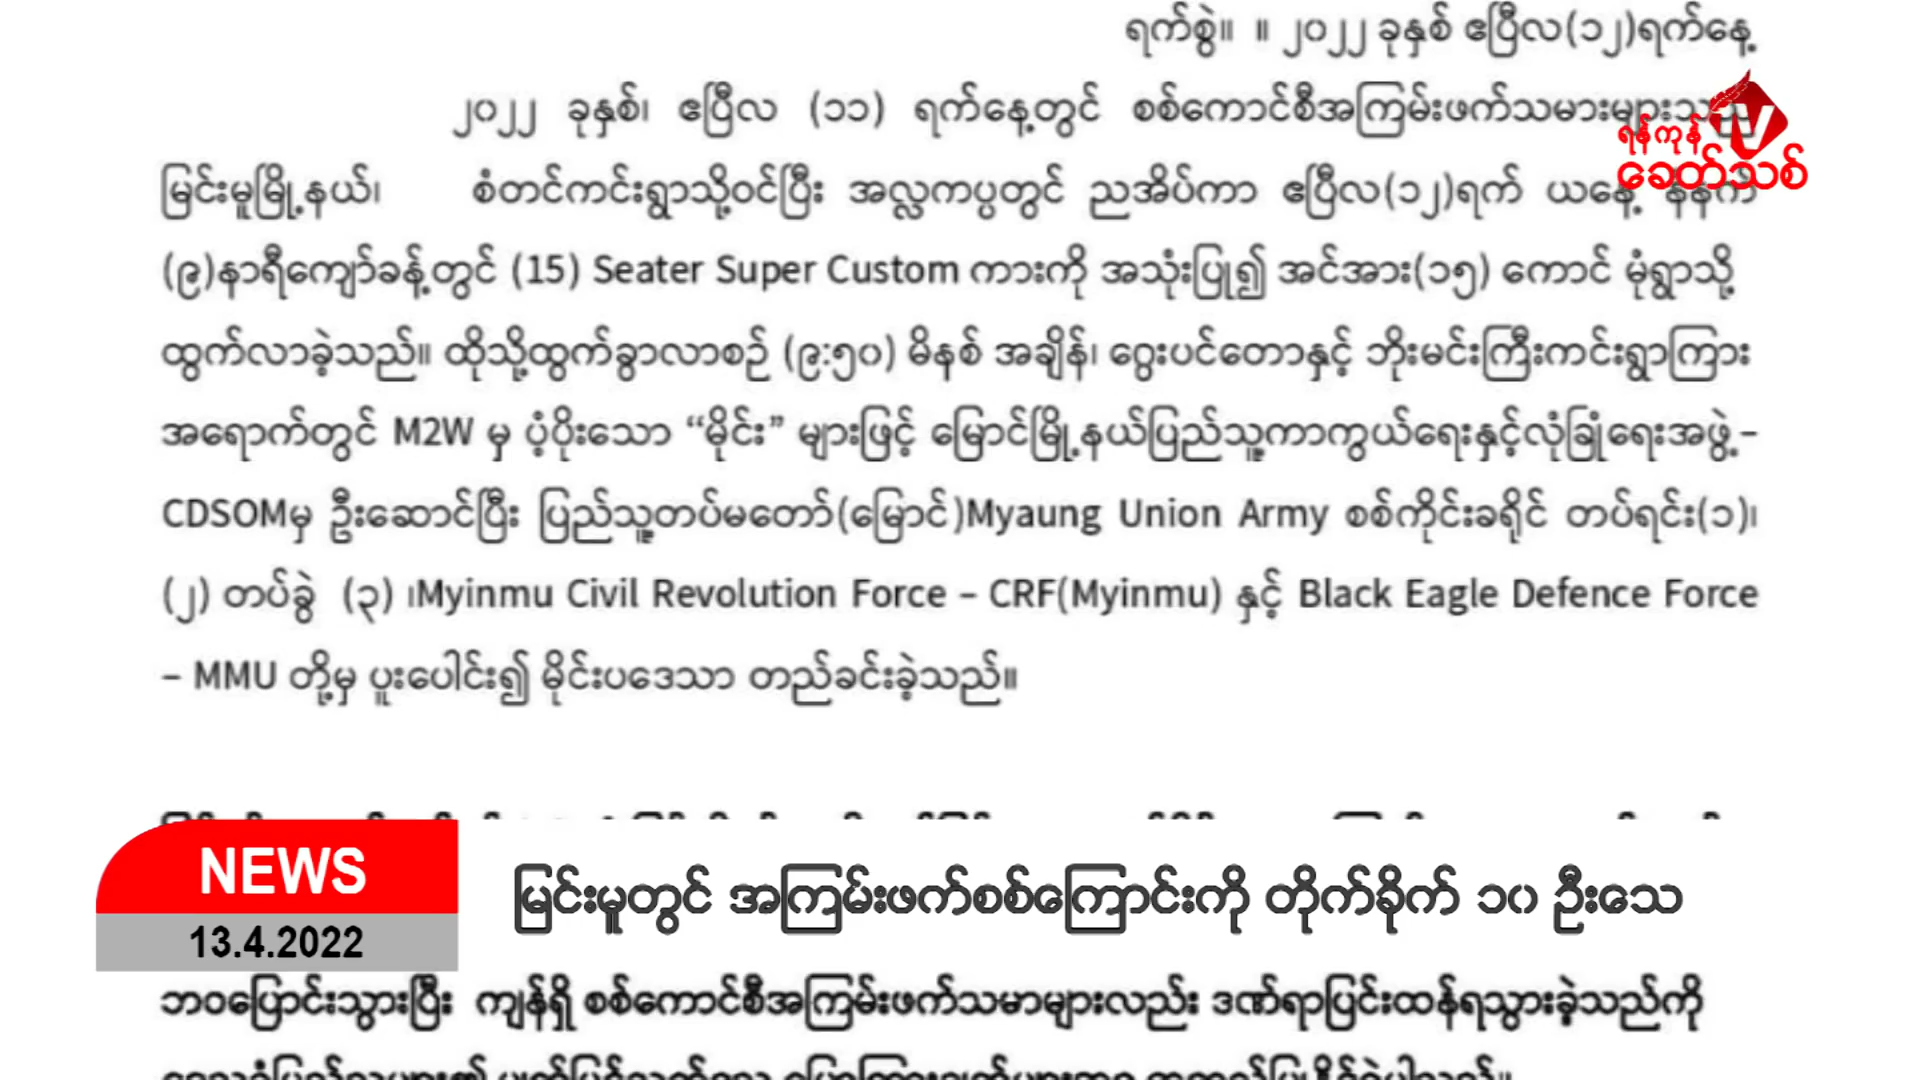 ရက်စွဲ။ ။ ၂၀၂၂ ခုနှစ် ဧပြီလ(၁၂)ရက်နေ့
၂၀၂၂ ခုနှစ်၊ ဧပြီလ (၁၁) ရက်နေ့တွင် စစ်ကောင်စီအကြမ်းဖက်သမားများသည်
ရန်ကုန်
ခေတ်သစ်
မြင်းမူမြို့နယ်၊ စံတင်ကင်းရွာသို့ဝင်ပြီး အလ္လကပ္ပတွင် ညအိပ်ကာ ဧပြီလ(၁၂)ရက် ယနေ့ နံနက်
(၉)နာရီကျော်ခန့်တွင် (15) Seater Super Custom ကားကို အသုံးပြု၍ အင်အား(၁၅) ကောင် မုံရွာသို့
ထွက်လာခဲ့သည်။ ထိုသို့ထွက်ခွာလာစဉ် (၉:၅၀) မိနစ် အချိန်၊ ဂွေးပင်တောနှင့် ဘိုးမင်းကြီးကင်းရွာကြား
အရောက်တွင် M2W မှ ပံ့ပိုးသော “မိုင်း” များဖြင့် မြောင်မြို့နယ်ပြည်သူ့ကာကွယ်ရေးနှင့်လုံခြုံရေးအဖွဲ့–
CDSOMမှ ဦးဆောင်ပြီး ပြည်သူ့တပ်မတော်(မြောင်)Myaung Union Army စစ်ကိုင်းခရိုင် တပ်ရင်း(၁)၊
(၂) တပ်ခွဲ (၃) ၊Myinmu Civil Revolution Force – CRF(Myinmu) နှင့် Black Eagle Defence Force
– MMU တို့မှ ပူးပေါင်း၍ မိုင်းပဒေသာ တည်ခင်းခဲ့သည်။
NEWS
13.4.2022
မြင်းမူတွင် အကြမ်းဖက်စစ်ကြောင်းကို တိုက်ခိုက် ၁၀ ဦးသေ
ဘဝပြောင်းသွားပြီး ကျန်ရှိ စစ်ကောင်စီအကြမ်းဖက်သမာများလည်း ဒဏ်ရာပြင်းထန်ရသွားခဲ့သည်ကို